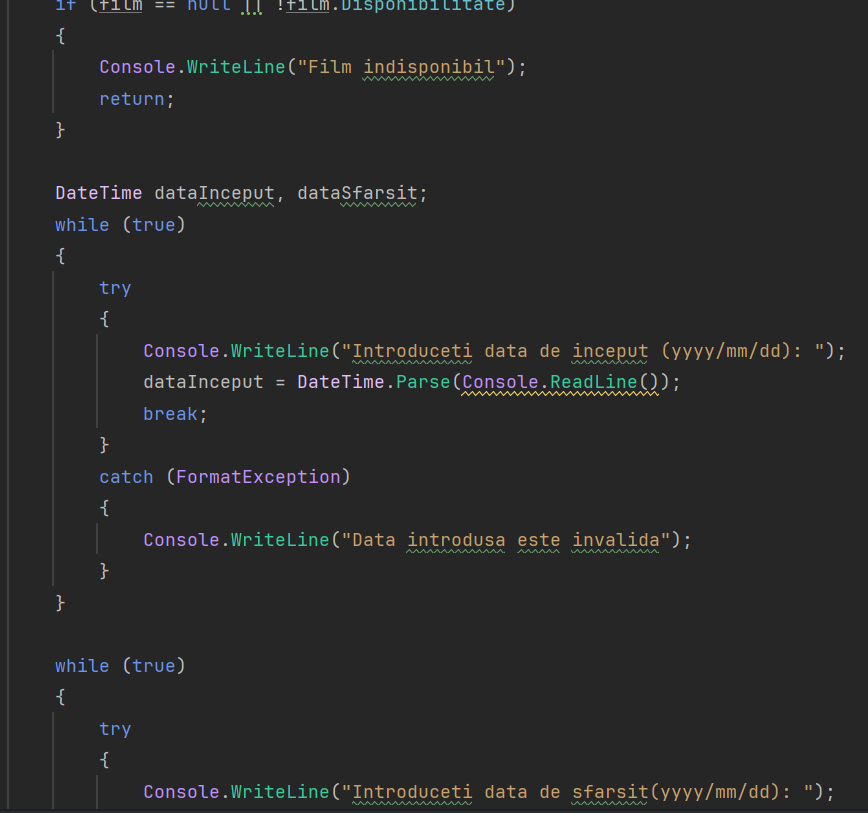 if (film == null || !film.Disponibilitate)
{
Console.WriteLine("Film indisponibil");
return;
}
DateTime dataInceput, dataSfarsit;
while (true)
{
try
{
Console.WriteLine("Introduceti data de inceput (yyyy/mm/dd): ");
dataInceput = DateTime.Parse(Console.ReadLine());
break;
}
catch (FormatException)
{
Console.WriteLine("Data introdusa este invalida");
}
}
while (true)
{
try
{
Console.WriteLine("Introduceti data de sfarsit(yyyy/mm/dd): ");